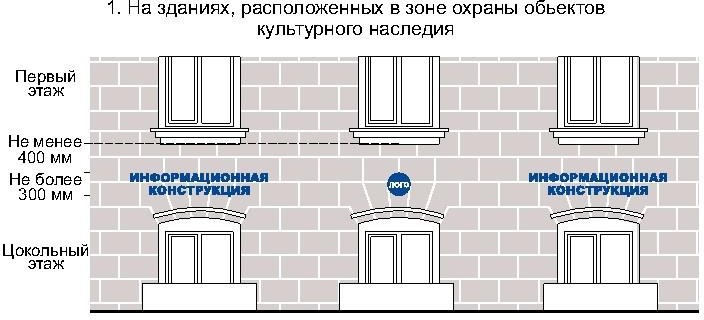 1. На зданиях, расположенных в зоне охраны обьектов
культурного наследия
Первый
этаж
Не менее
400 мм
Не более
300 мм
ИНФОРМАЦИОННАЯ
КОНСТРУКЦИЯ
ЛОГО
ИНФОРМАЦИОННАЯ
КОНСТРУКЦИЯ
Цокольный
этаж